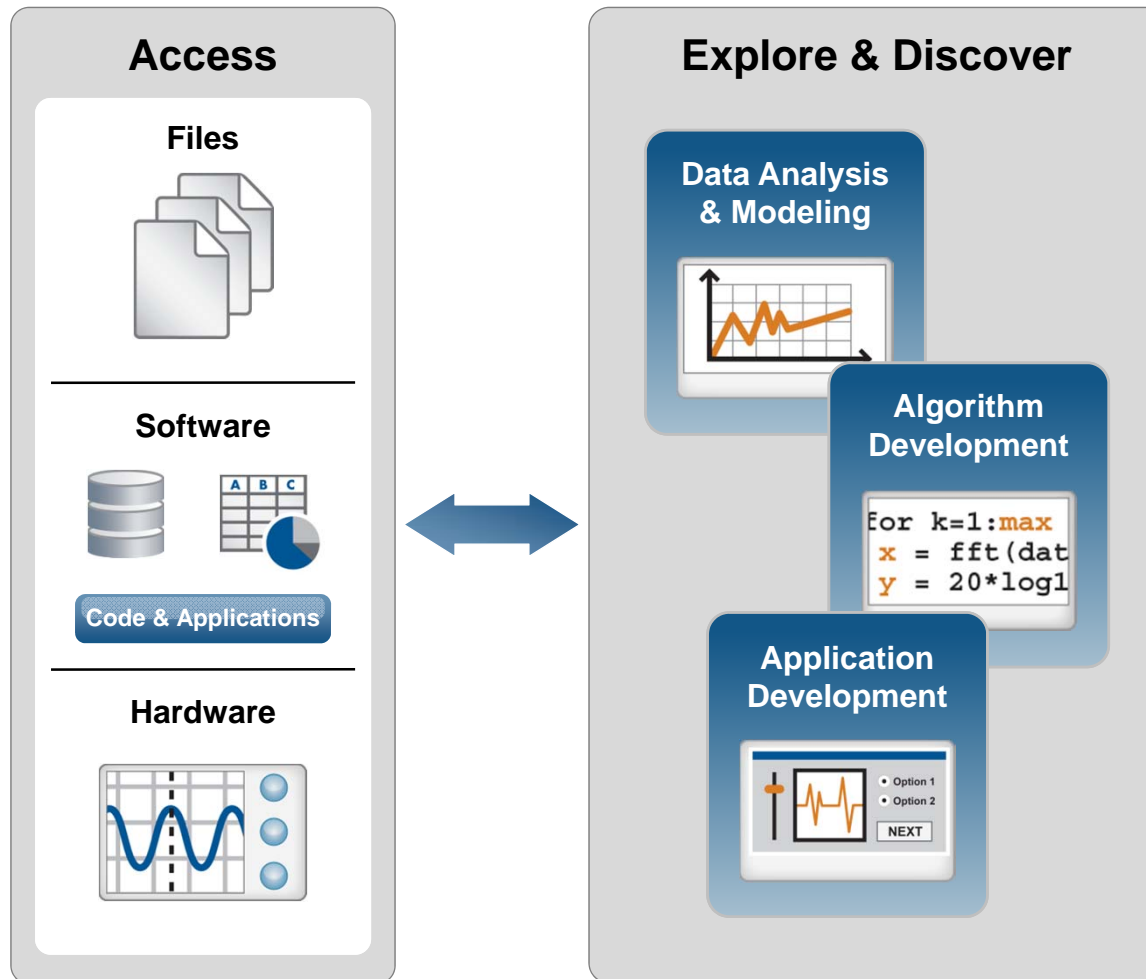 Access
Files
Software
A B C
Code & Applications
Hardware
Explore & Discover
Data Analysis
& Modeling
Algorithm
Development
for k=1:max
x = fft(dat
y = 20*log1
Application
Development
Option 1
Option 2
NEXT